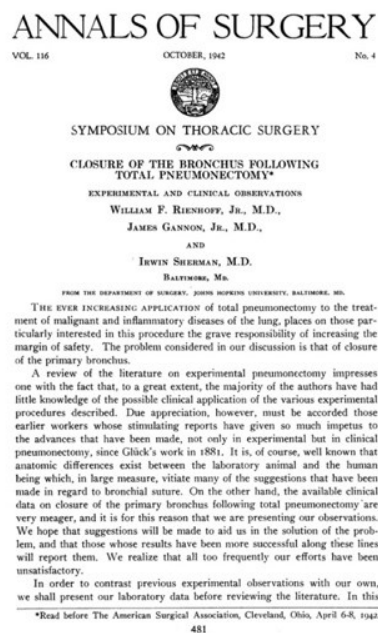 ANNALS OF SURGERY
VOL. 116 OCTOBER, 1942 No. 4
SYMPOSIUM ON THORACIC SURGERY
CLOSURE OF THE BRONCHUS FOLLOWING
TOTAL PNEUMONECTOMY*
EXPERIMENTAL AND CLINICAL OBSERVATIONS
WILLIAM F. RIENHOFF, JR., M.D.,
JAMES GANNON, JR., M.D.,
AND
IRWIN SHERMAN, M.D.
BALTIMORE, MD.
FROM THE DEPARTMENT OF SURGERY, JOHNS HOPKINS UNIVERSITY, BALTIMORE, MD.
THE EVER INCREASING APPLICATION of total pneumonectomy to the treat-
ment of malignant and inflammatory diseases of the lung, places on those par-
ticularly interested in this procedure the grave responsibility of increasing the
margin of safety. The problem considered in our discussion is that of closure
of the primary bronchus.
A review of the literature on experimental pneumonectomy impresses
one with the fact that, to a great extent, the majority of the authors have had
little knowledge of the possible clinical application of the various experimental
procedures described. Due appreciation, however, must be accorded those
earlier workers whose stimulating reports have given so much impetus to
the advances that have been made, not only in experimental but in clinical
pneumonectomy, since Glück's work in 1881. It is, of course, well known that
anatomic differences exist between the laboratory animal and the human
being which, in large measure, vitiate many of the suggestions that have been
made in regard to bronchial suture. On the other hand, the available clinical
data on closure of the primary bronchus following total pneumonectomy are
very meager, and it is for this reason that we are presenting our observations.
We hope that suggestions will be made to aid us in the solution of the prob-
lem, and that those whose results have been more successful along these lines
will report them. We realize that all too frequently our efforts have been
unsatisfactory.
In order to contrast previous experimental observations with our own,
we shall present our laboratory data before reviewing the literature. In this
*Read before The American Surgical Association, Cleveland, Ohio, April 6-8, 1942
481